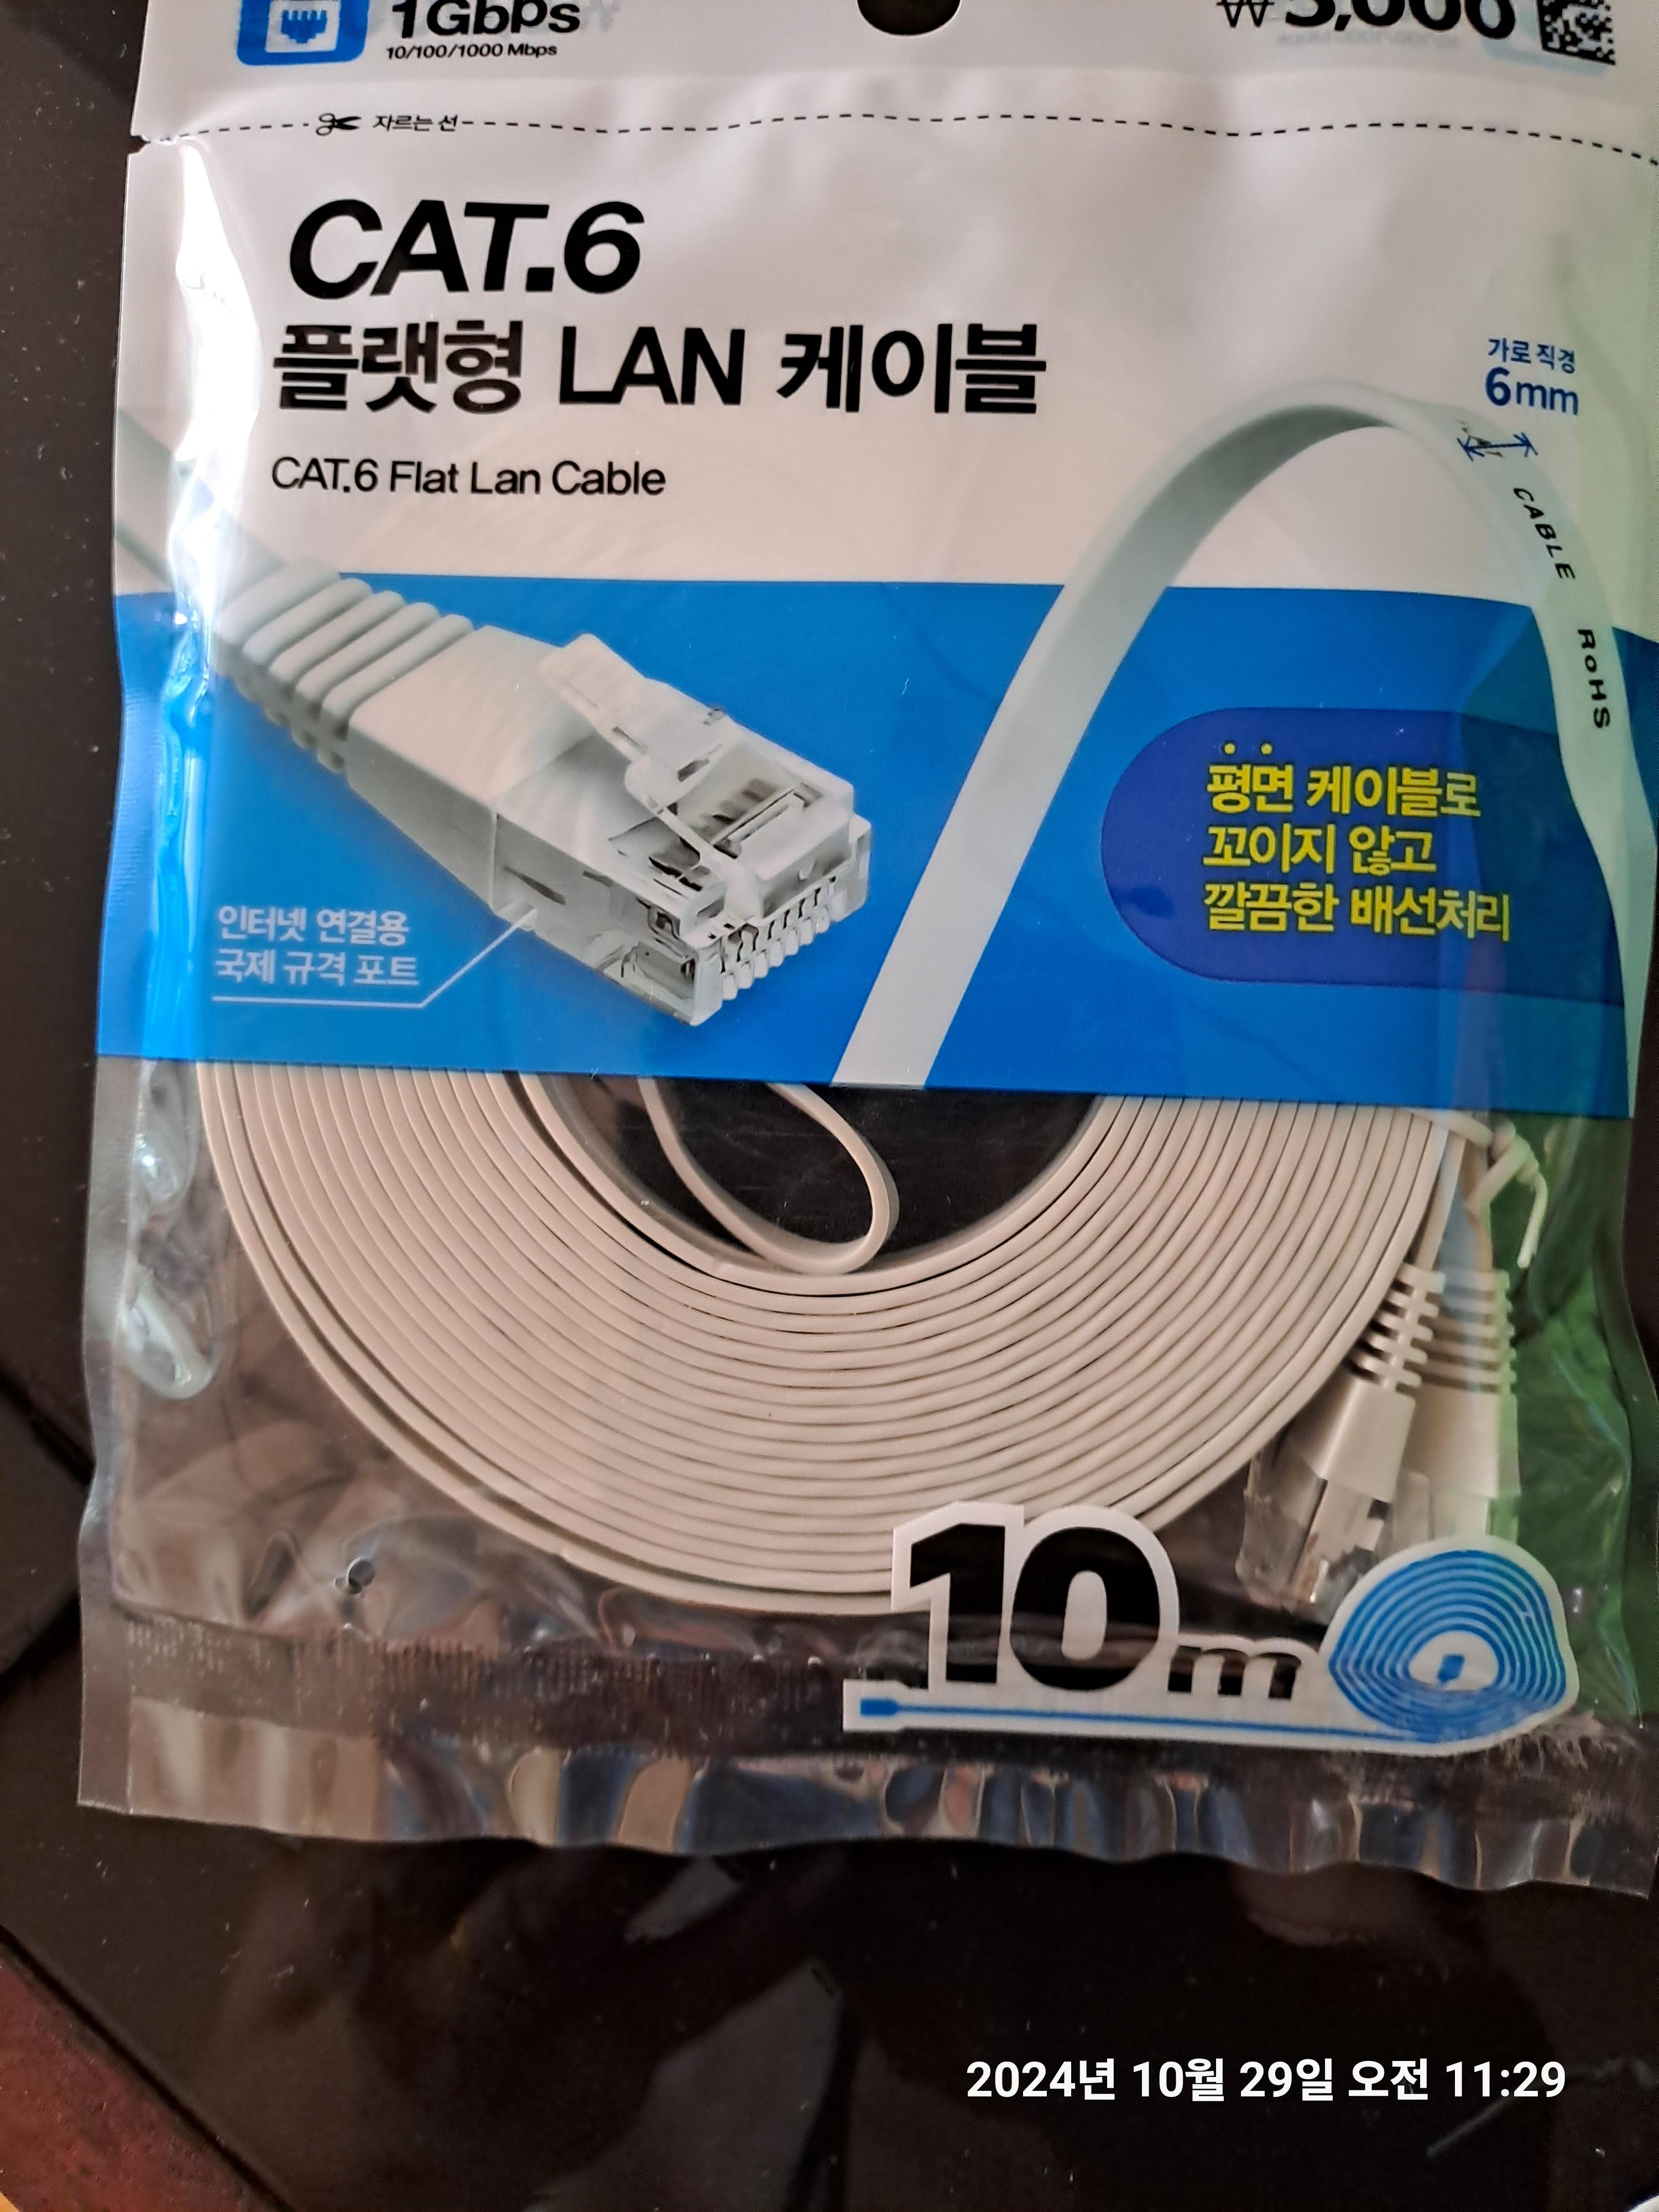 1Gbps
10/100/1000 Mbps
₩5,000
자르는 선
CAT.6
플랫형 LAN 케이블
CAT.6 Flat Lan Cable
가로 직경
6mm
CABLE RoHS
평면 케이블로
꼬이지 않고
깔끔한 배선처리
인터넷 연결용
국제 규격 포트
10m
2024년 10월 29일 오전 11:29